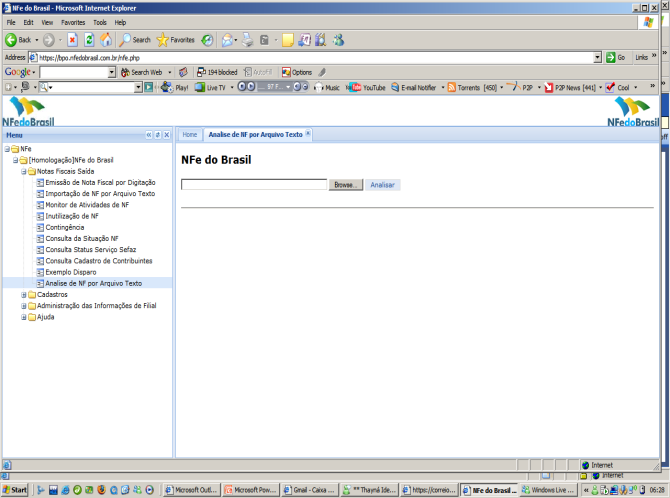 NFe do Brasil - Microsoft Internet Explorer
File Edit View Favorites Tools Help
Back Search Favorites
Address https://bpo.nfedobrasil.com.br/nfe.php Go Links
Google Search Web 194 blocked Autofill Options
Play! Live TV 97 F... Music YouTube E-mail Notifier Torrents [450] P2P P2P News [441] Cool
NFedoBrasil NFedoBrasil
Menu Home Analise de NF por Arquivo Texto
NFe
[Homologação]NFe do Brasil
Notas Fiscais Saída
Emissão de Nota Fiscal por Digitação
Importação de NF por Arquivo Texto
Monitor de Atividades de NF
Inutilização de NF
Contingência
Consulta da Situação NF
Consulta Status Serviço Sefaz
Consulta Cadastro de Contribuintes
Exemplo Disparo
Analise de NF por Arquivo Texto
Cadastros
Administração das Informações de Filial
Ajuda
NFe do Brasil
Browse... Analisar
Internet
Internet
Start Microsoft Outl... Microsoft Pow... Gmail - Caixa ... ** Thayná Ide... https://correio... NFe do Brasil ... Windows Live ... 06:28